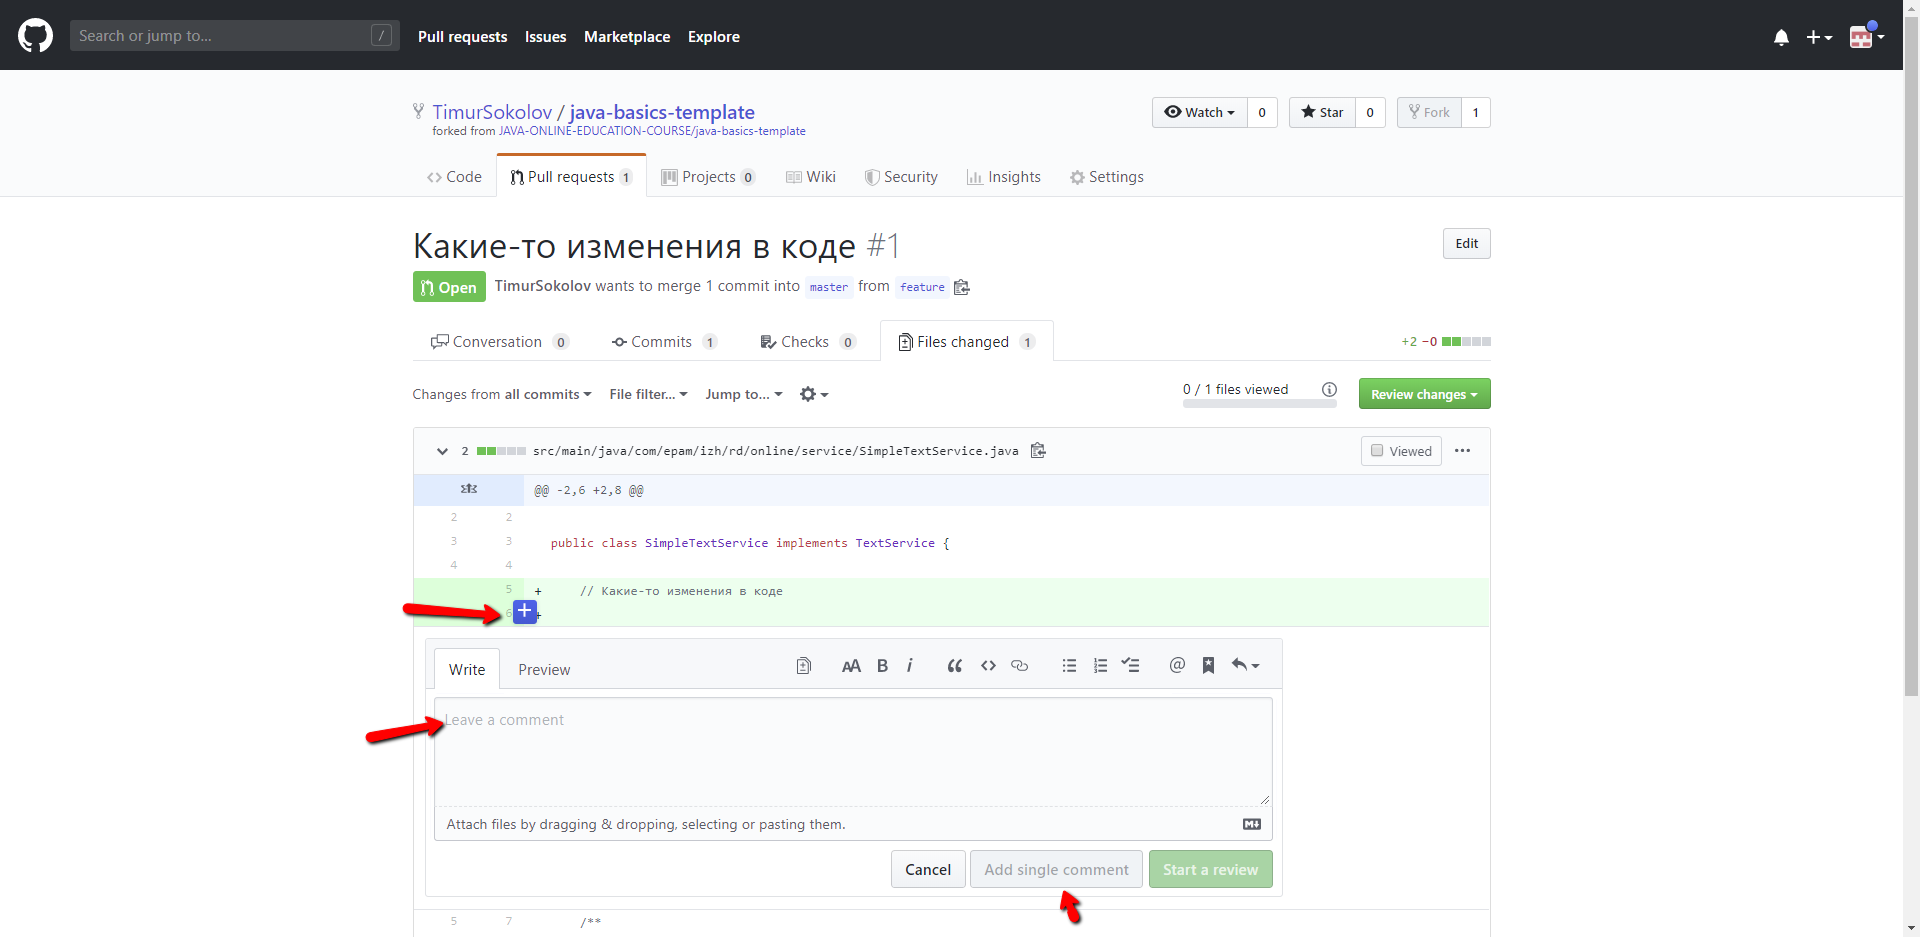 Search or jump to... /
Pull requests Issues Marketplace Explore
TimurSokolov / java-basics-template
forked from JAVA-ONLINE-EDUCATION-COURSE/java-basics-template
Watch 0 Star 0 Fork 1
Code Pull requests 1 Projects 0 Wiki Security Insights Settings
Какие-то изменения в коде #1
Edit
Open TimurSokolov wants to merge 1 commit into master from feature
Conversation 0 Commits 1 Checks 0 Files changed 1 +2 −0
Changes from all commits File filter... Jump to... 0 / 1 files viewed Review changes
2 src/main/java/com/epam/izh/rd/online/service/SimpleTextService.java Viewed ...
@@ -2,6 +2,8 @@
2 2
3 3 public class SimpleTextService implements TextService {
4 4
5 + // Какие-то изменения в коде
6 +
Write Preview AA B i
Leave a comment
Attach files by dragging & dropping, selecting or pasting them.
Cancel Add single comment Start a review
5 7 /**